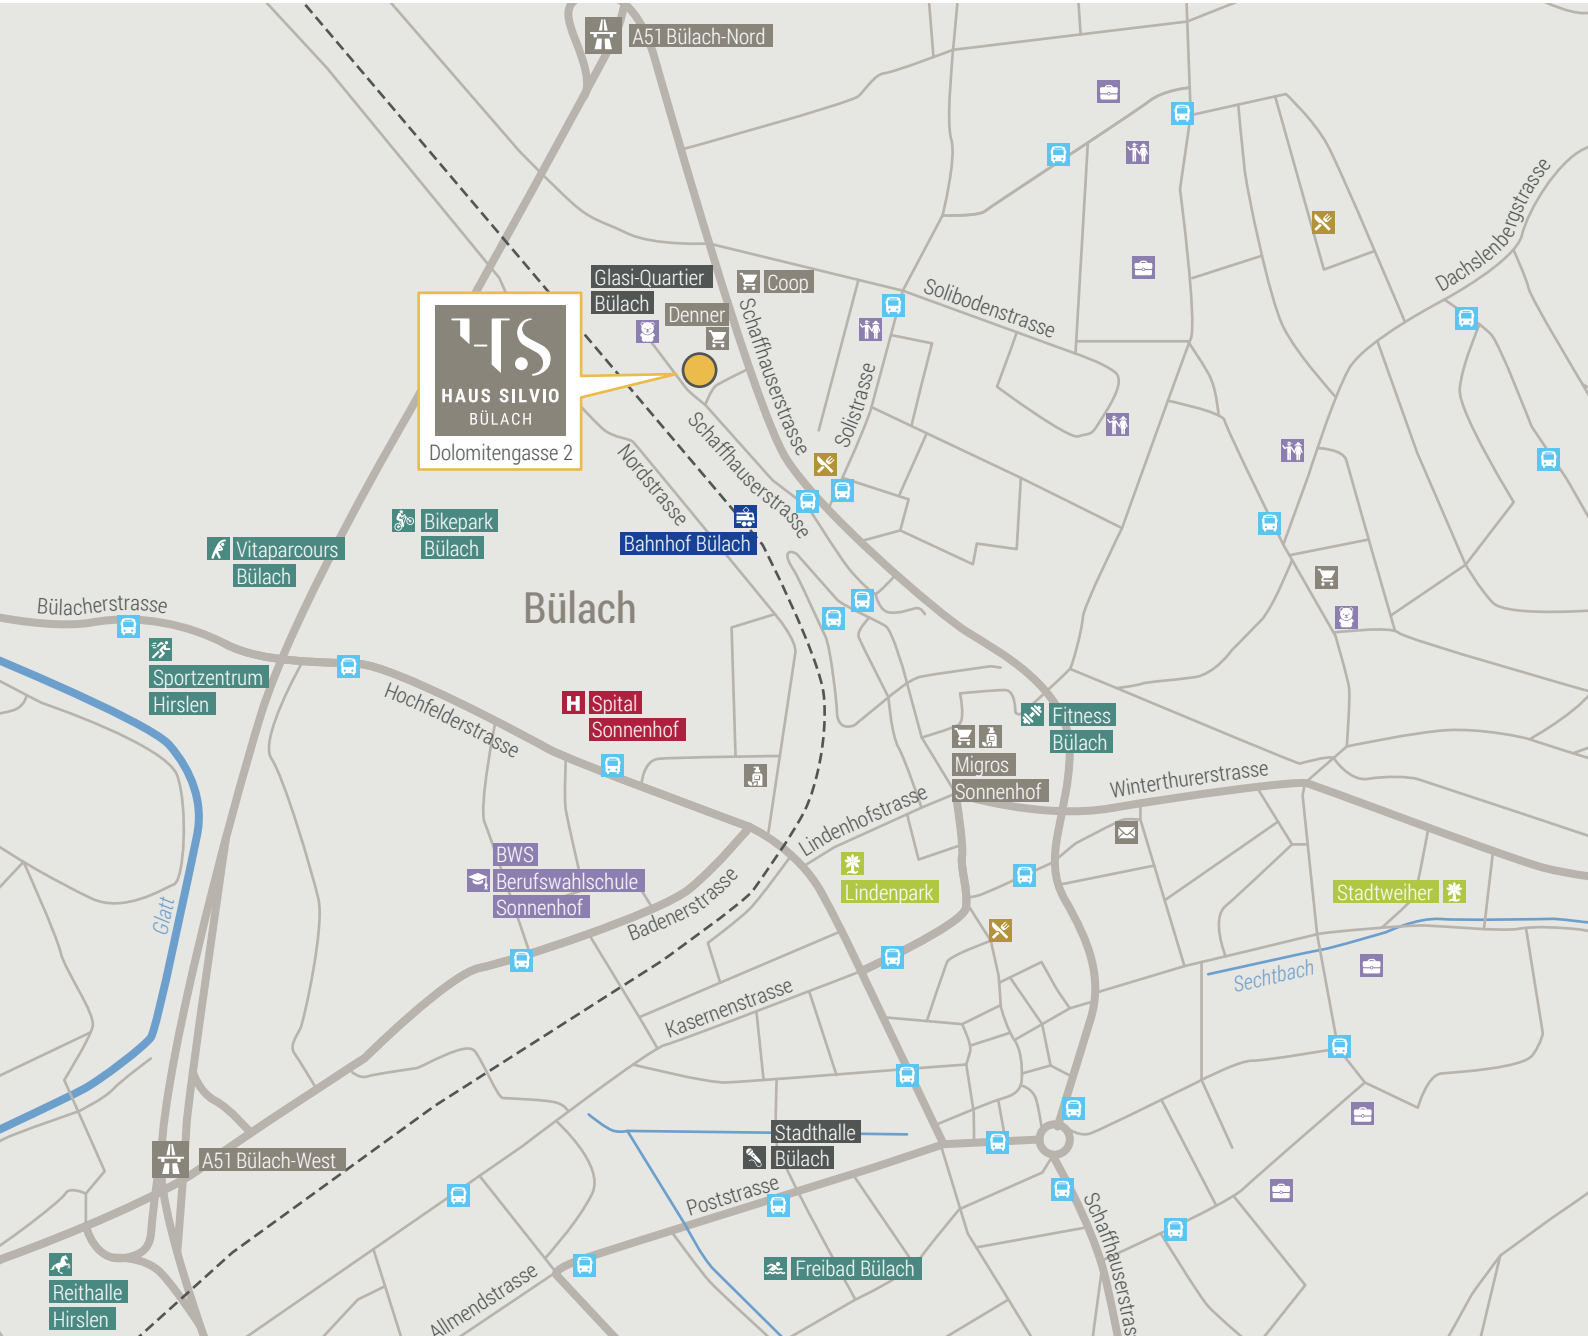 A51 Bülach-Nord
Dachslenbergstrasse
Glasi-Quartier
Bülach
Coop
Denner
Solibodenstrasse
Schaffhauserstrasse
HS
HAUS SILVIO
BÜLACH
Dolomitengasse 2
Solistrasse
Schaffhauserstrasse
Nordstrasse
Bikepark
Bülach
Bahnhof Bülach
Vitaparcours
Bülach
Bülacherstrasse
Bülach
Sportzentrum
Hirslen
Hochfelderstrasse
H Spital
Sonnenhof
Fitness
Bülach
Migros
Sonnenhof
Winterthurerstrasse
Lindenhofstrasse
BWS
Berufswahlschule
Sonnenhof
Lindenpark
Stadtweiher
Glatt
Badenerstrasse
Sechtbach
Kasernenstrasse
Stadthalle
Bülach
A51 Bülach-West
Poststrasse
Schaffhauserstras
Reithalle
Hirslen
Freibad Bülach
Allmendstrasse